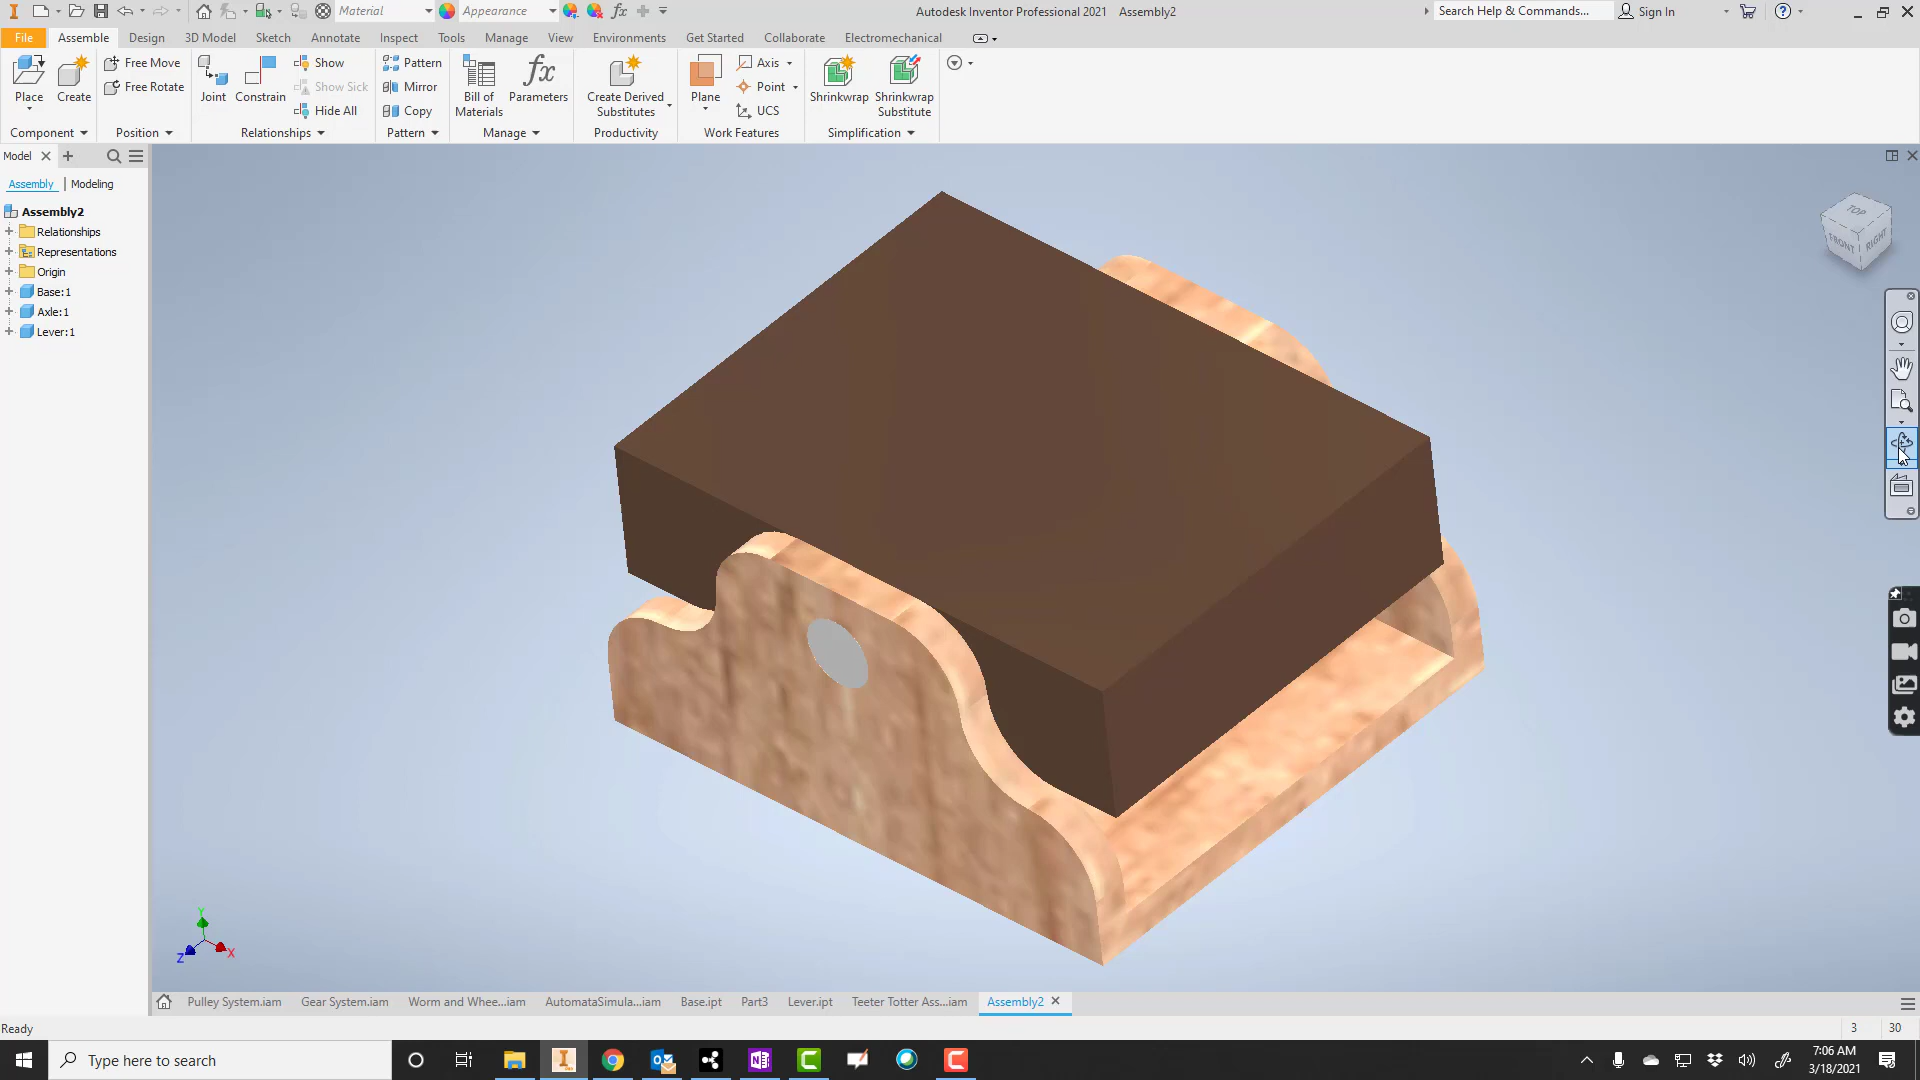 Material
Appearance
fx
Autodesk Inventor Professional 2021 Assembly2
Search Help & Commands...
Sign In
File Assemble Design 3D Model Sketch Annotate Inspect Tools Manage View Environments Get Started Collaborate Electromechanical
Place
Create
Free Move
Free Rotate
Joint
Constrain
Show
Show Sick
Hide All
Pattern
Mirror
Copy
Bill of
Materials
fx
Parameters
Create Derived
Substitutes
Plane
Axis
Point
UCS
Shrinkwrap
Shrinkwrap
Substitute
Component Position Relationships Pattern Manage Productivity Work Features Simplification
Model
Assembly | Modeling
Assembly2
Relationships
Representations
Origin
Base:1
Axle:1
Lever:1
TOP
FRONT
RIGHT
Y
Z
X
Pulley System.iam Gear System.iam Worm and Whee...iam AutomataSimula...iam Base.ipt Part3 Lever.ipt Teeter Totter Ass...iam Assembly2
Ready
3 30
Type here to search
7:06 AM
3/18/2021